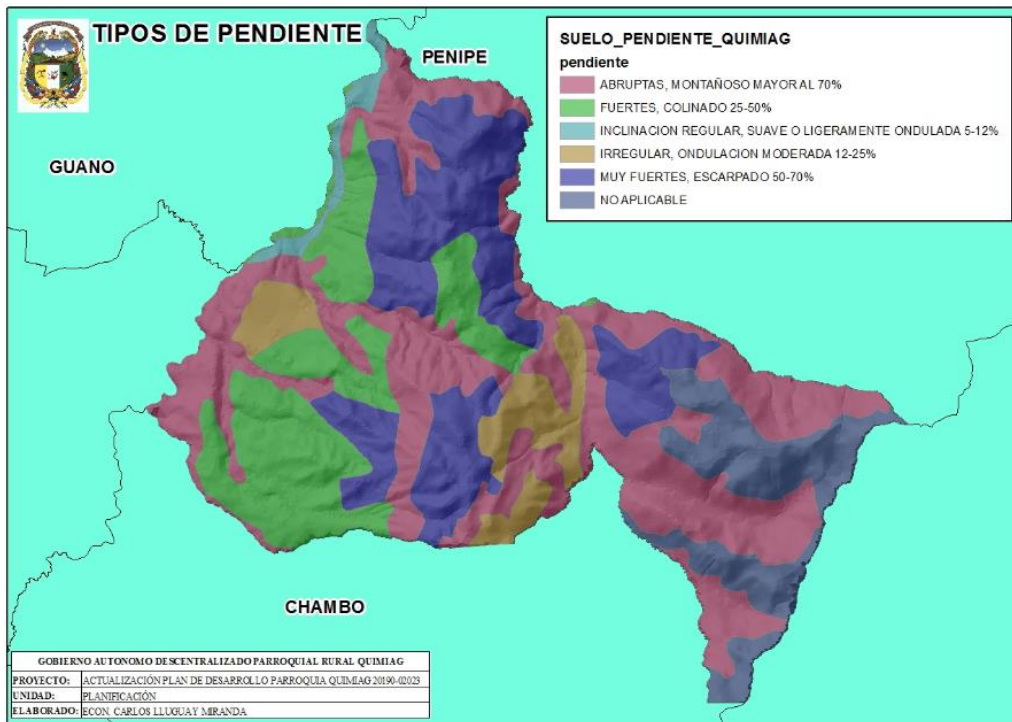 TIPOS DE PENDIENTE
PENIPE
GUANO
CHAMBO
SUELO_PENDIENTE_QUIMIAG
pendiente
ABRUPTAS, MONTAÑOSO MAYOR AL 70%
FUERTES, COLINADO 25-50%
INCLINACION REGULAR, SUAVE O LIGERAMENTE ONDULADA 5-12%
IRREGULAR, ONDULACION MODERADA 12-25%
MUY FUERTES, ESCARPADO 50-70%
NO APLICABLE
GOBIERNO AUTONOMO DESCENTRALIZADO PARROQUIAL RURAL QUIMIAG
PROYECTO: ACTUALIZACIÓN PLAN DE DESARROLLO PARROQUIA QUIMIAG 20190-02023
UNIDAD: PLANIFICACIÓN
ELABORADO: ECON. CARLOS LLUGUAY MIRANDA